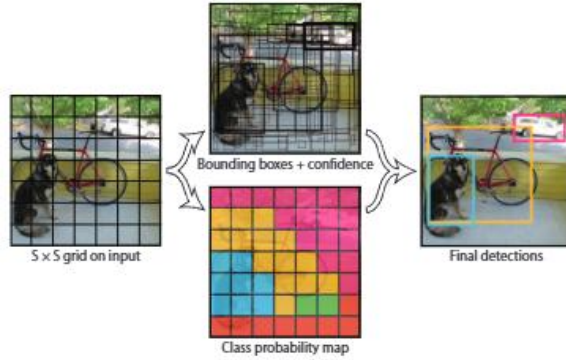 Bounding boxes + confidence
S × S grid on input
Final detections
Class probability map